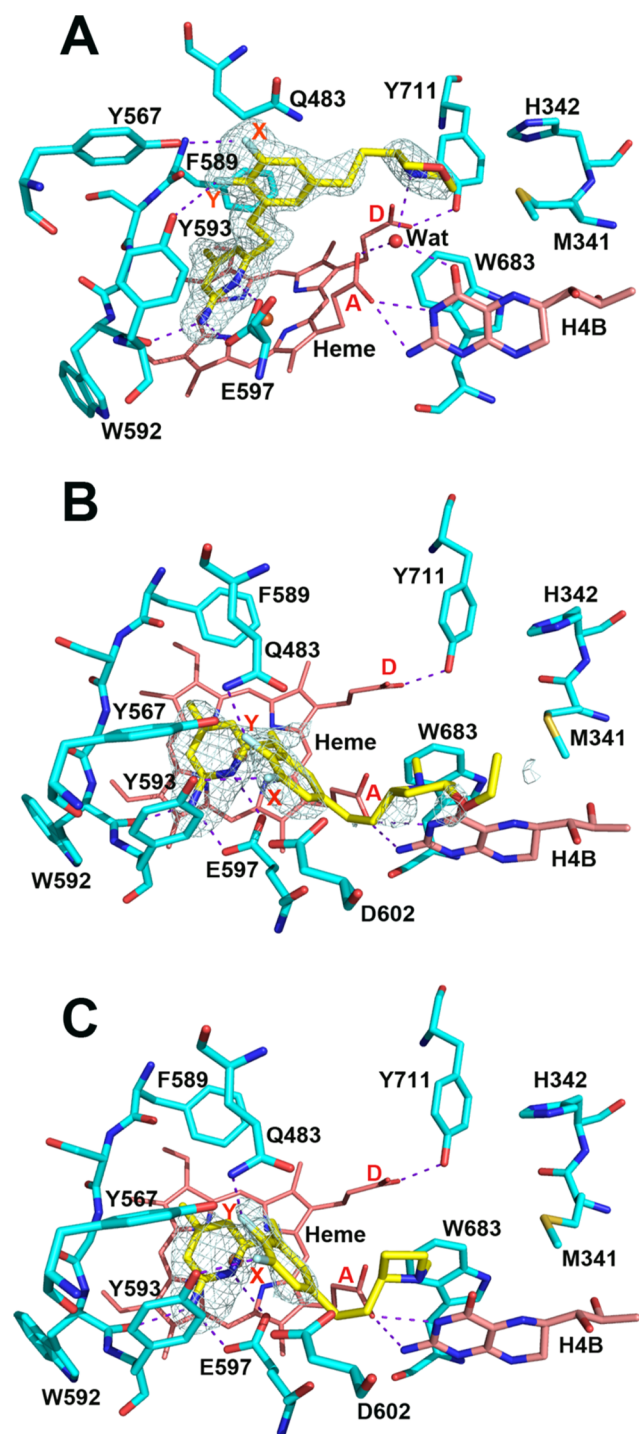 A
Q483
Y711
H342
Y567
X
F589
Y
D
Y593
Wat
M341
W683
A
Heme
H4B
E597
W592
B
Y711
F589
H342
Q483
D
Y567
Y
Heme
W683
M341
Y593
X
A
E597
H4B
W592
D602
C
F589
Y711
H342
Q483
D
Y567
Y
Heme
W683
M341
Y593
X
A
E597
H4B
W592
D602